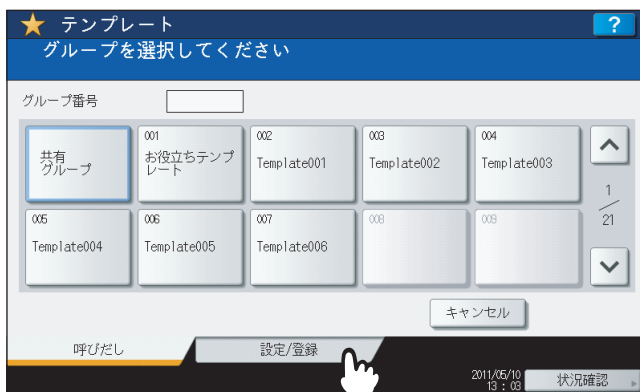 テンプレート
?
グループを選択してください
グループ番号
共有
グループ
001
お役立ちテンプ
レート
002
Template001
003
Template002
004
Template003
1
21
005
Template004
006
Template005
007
Template006
008
009
キャンセル
呼びだし
設定/登録
2011/05/10
13 : 03
状況確認